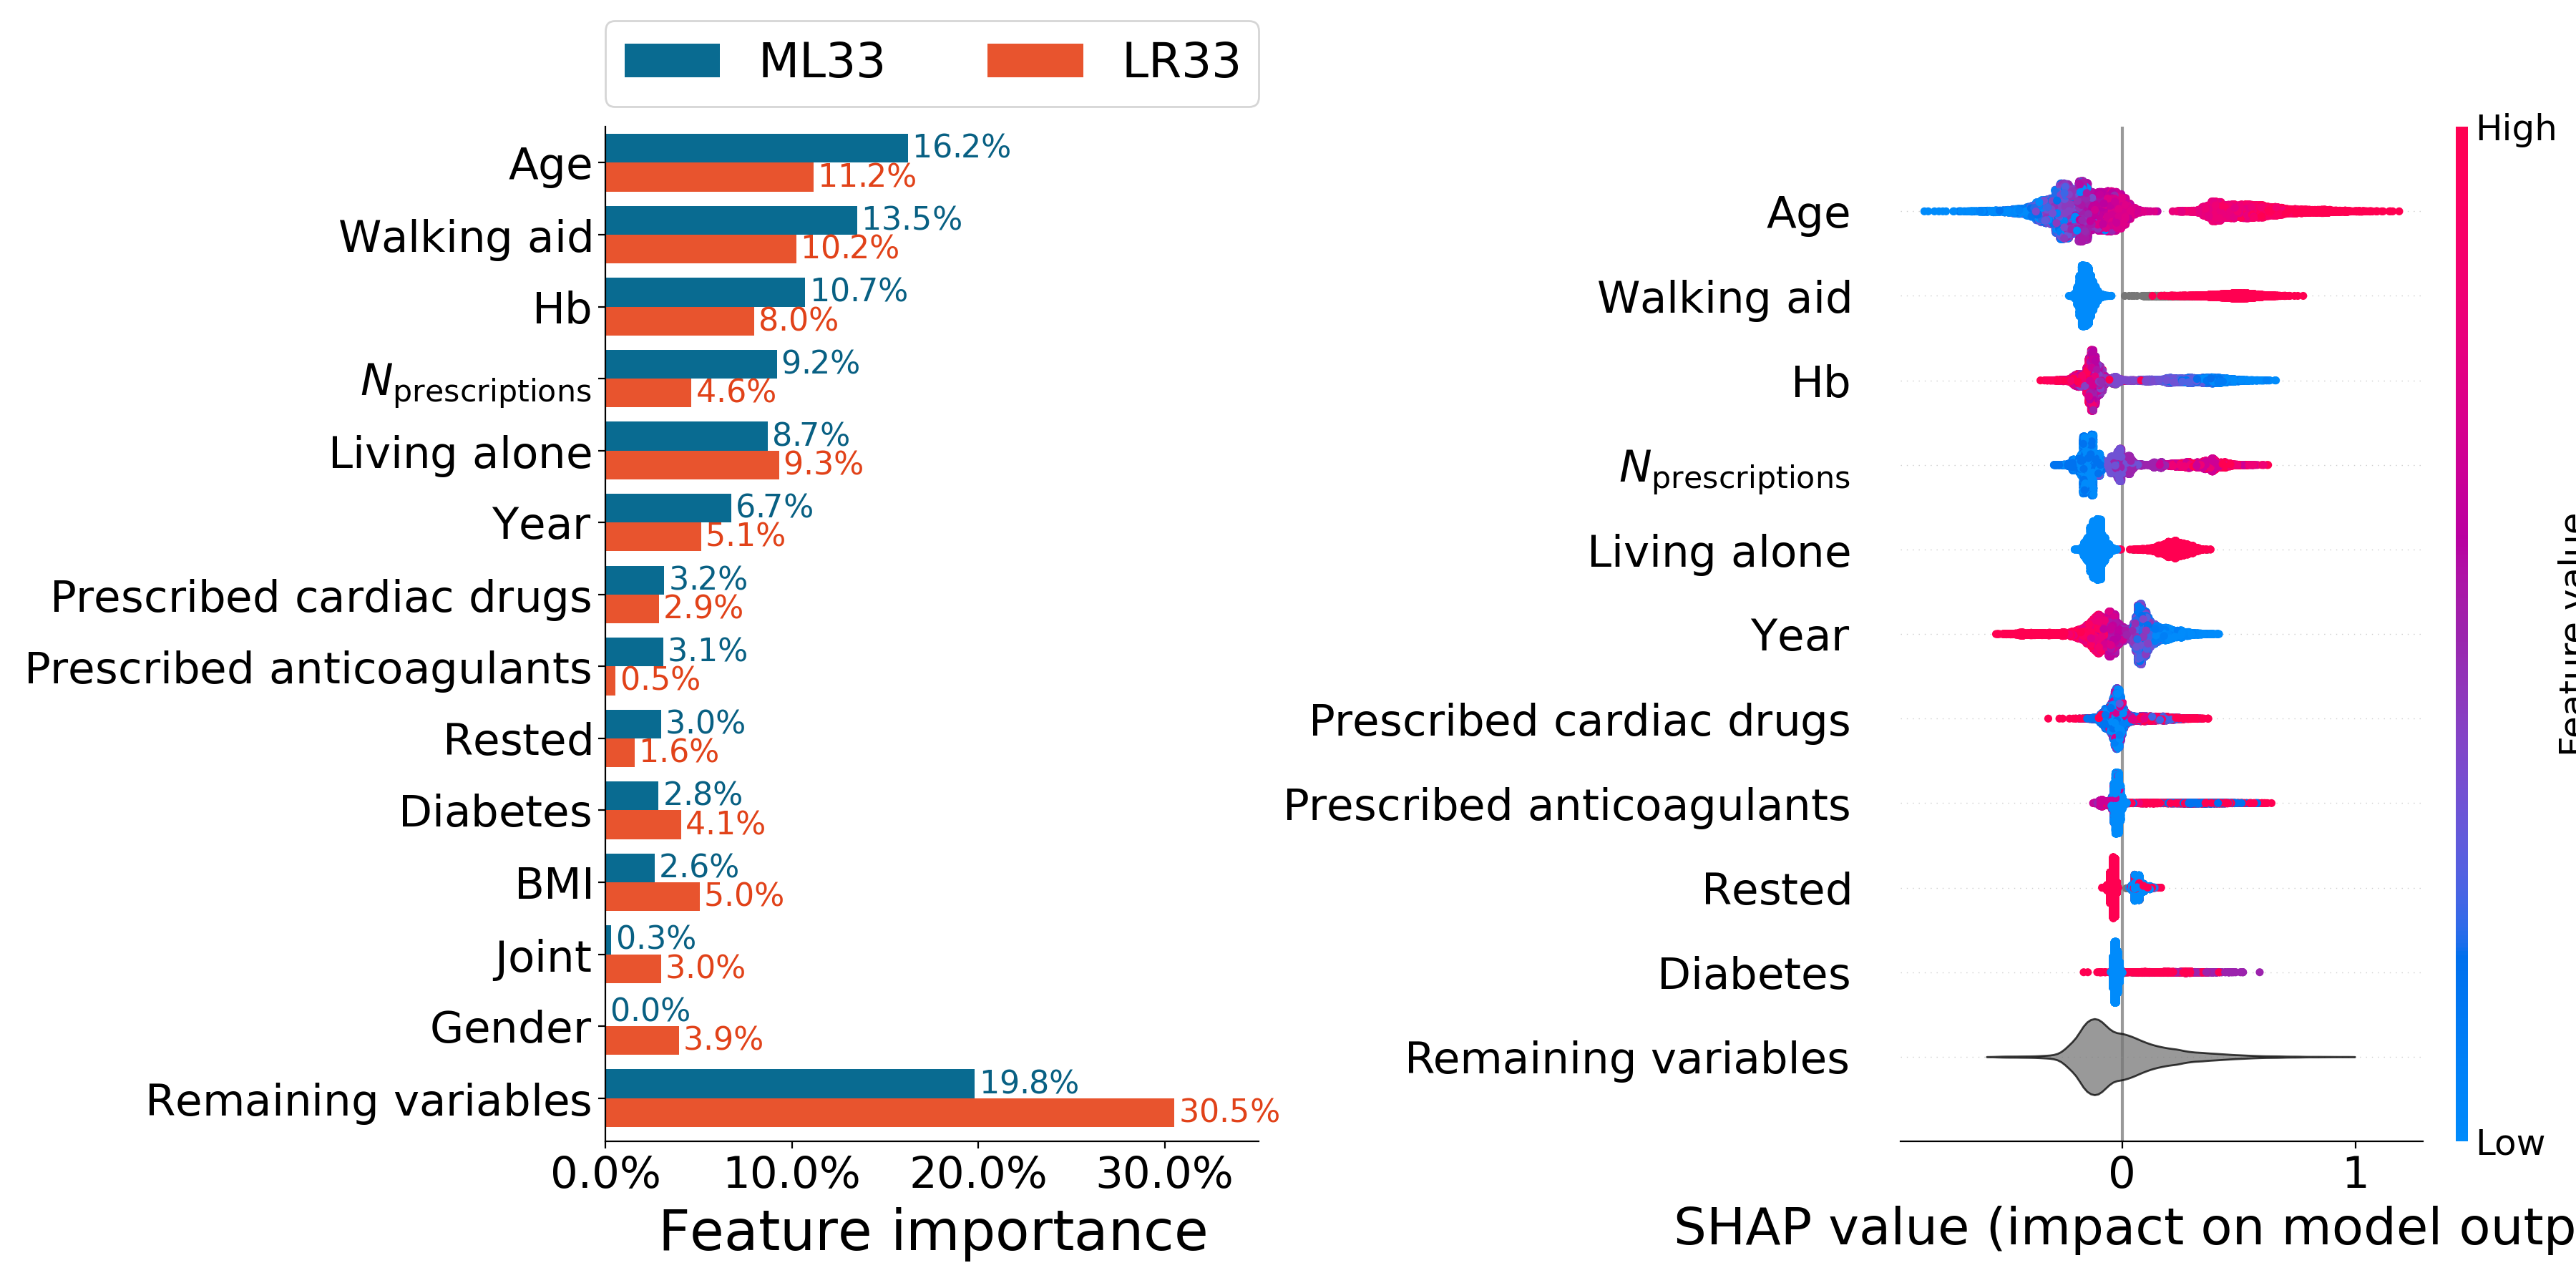 ML33 LR33
Age 16.2%
11.2%
Walking aid 13.5%
10.2%
Hb 10.7%
8.0%
Nprescriptions 9.2%
4.6%
Living alone 8.7%
9.3%
Year 6.7%
5.1%
Prescribed cardiac drugs 3.2%
2.9%
Prescribed anticoagulants 3.1%
0.5%
Rested 3.0%
1.6%
Diabetes 2.8%
4.1%
BMI 2.6%
5.0%
Joint 0.3%
3.0%
Gender 0.0%
3.9%
Remaining variables 19.8%
30.5%
0.0% 10.0% 20.0% 30.0%
Feature importance
Age
Walking aid
Hb
Nprescriptions
Living alone
Year
Prescribed cardiac drugs
Prescribed anticoagulants
Rested
Diabetes
Remaining variables
0 1
SHAP value (impact on model outp
High
Feature value
Low